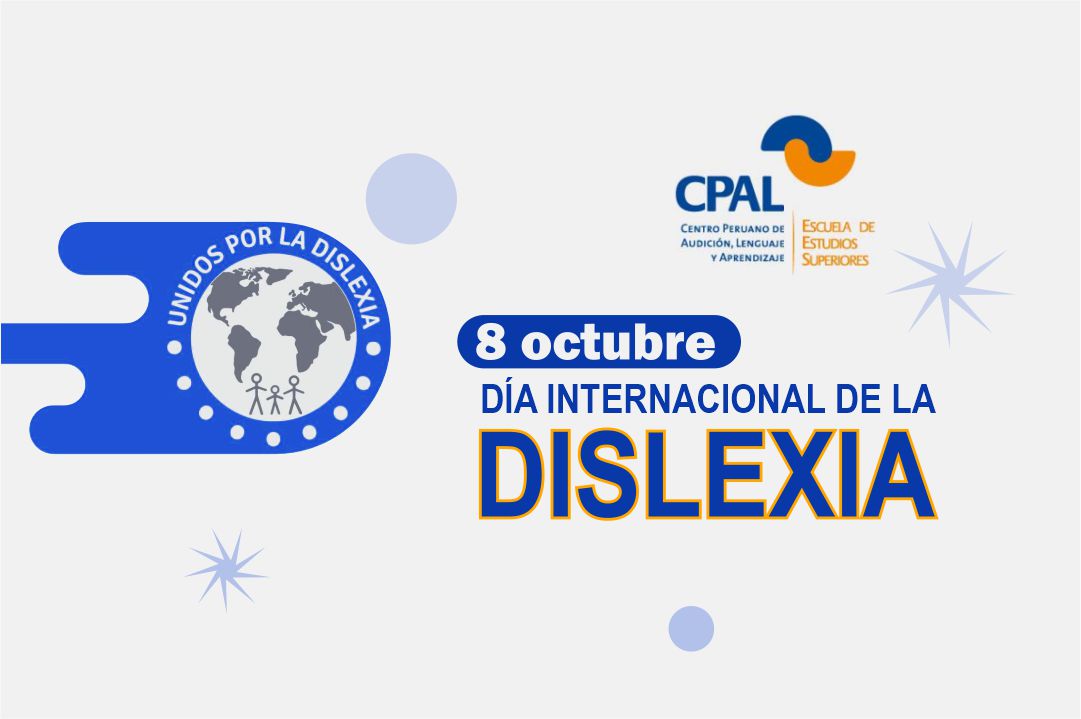 UNIDOS POR LA DISLEXIA
CPAL
CENTRO PERUANO DE
AUDICIÓN, LENGUAJE
Y APRENDIZAJE
ESCUELA DE
ESTUDIOS
SUPERIORES
8 octubre
DÍA INTERNACIONAL DE LA
DISLEXIA